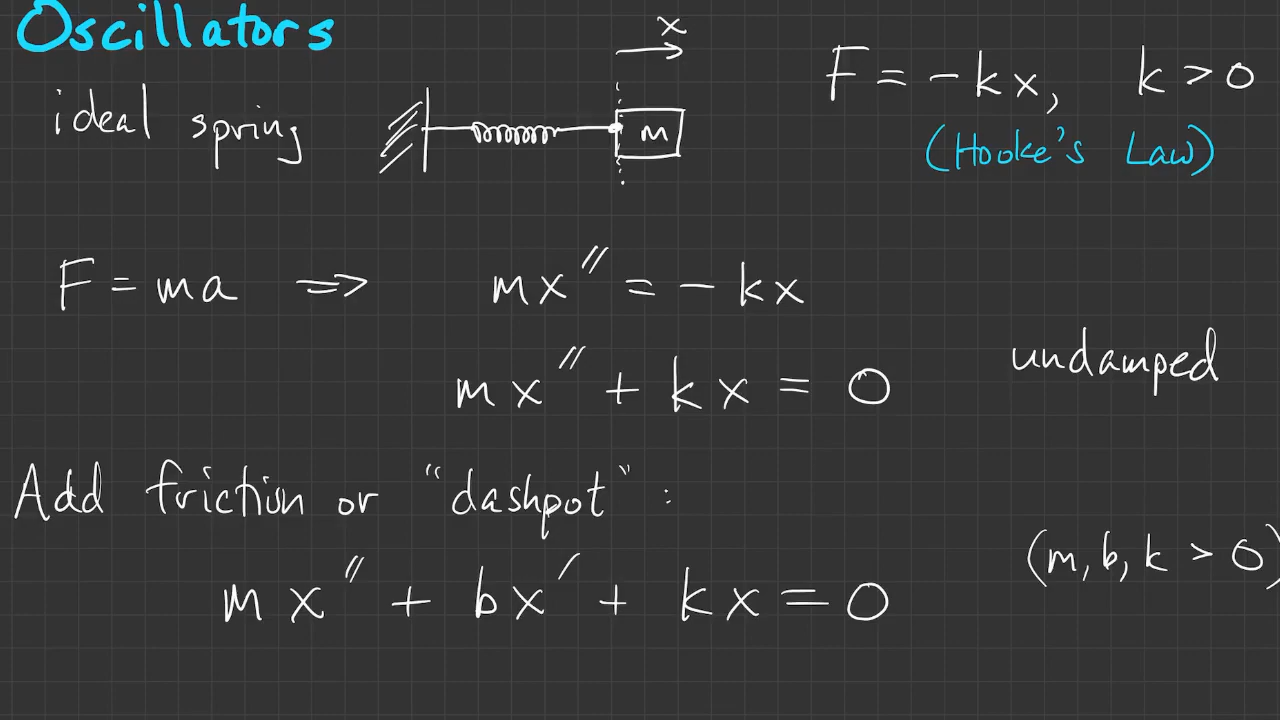 Oscillators
x
F = -kx, k > 0
ideal spring
m
(Hooke's Law)
F = ma ⟹ mx'' = -kx
mx'' + kx = 0
undamped
Add friction or "dashpot" :
(m, b, k > 0)
mx'' + bx' + kx = 0